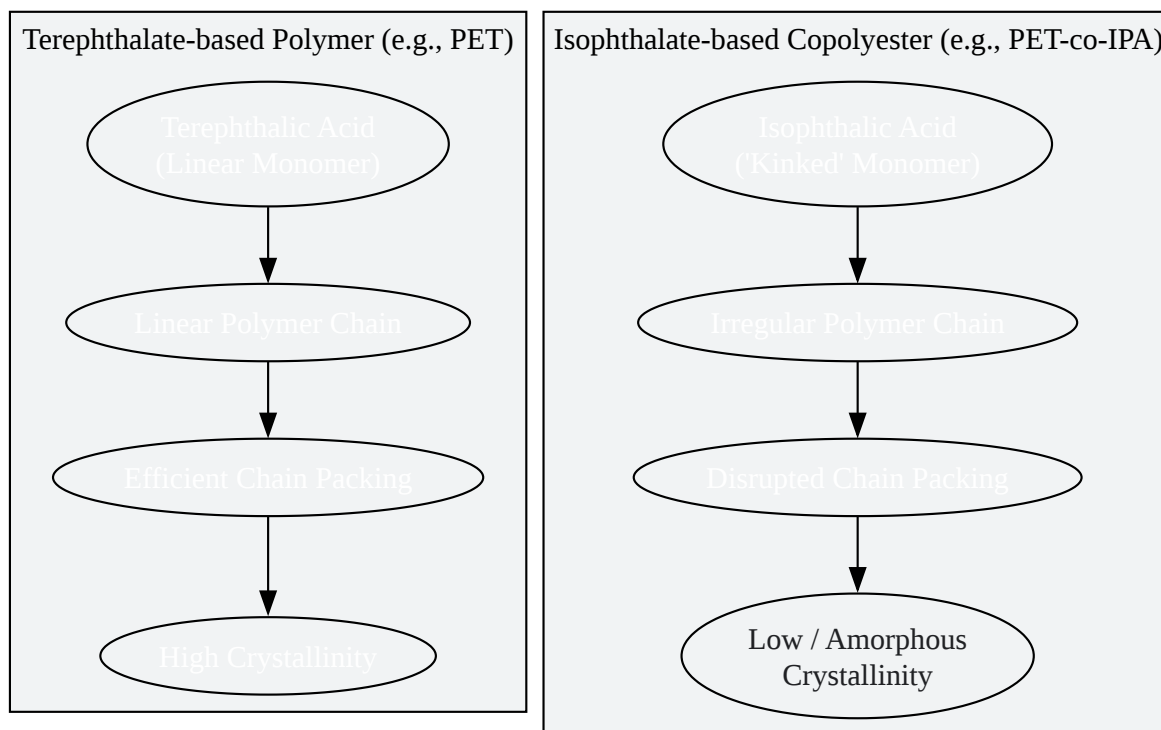 Terephthalate-based Polymer (e.g., PET)
Terephthalic Acid
(Linear Monomer)
Linear Polymer Chain
Efficient Chain Packing
High Crystallinity
Isophthalate-based Copolyester (e.g., PET-co-IPA)
Isophthalic Acid
('Kinked' Monomer)
Irregular Polymer Chain
Disrupted Chain Packing
Low / Amorphous
Crystallinity